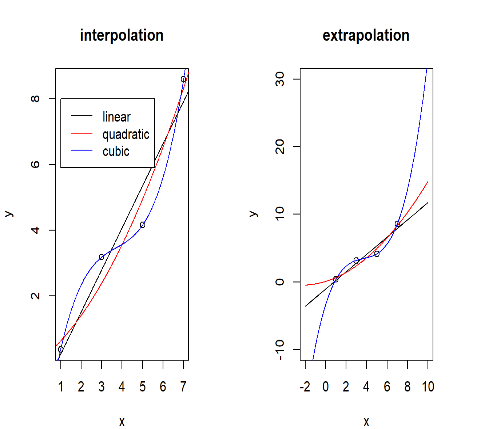 interpolation
y
8
6
4
2
linear
quadratic
cubic
1 2 3 4 5 6 7
x
extrapolation
y
30
20
10
0
-10
-2 0 2 4 6 8 10
x